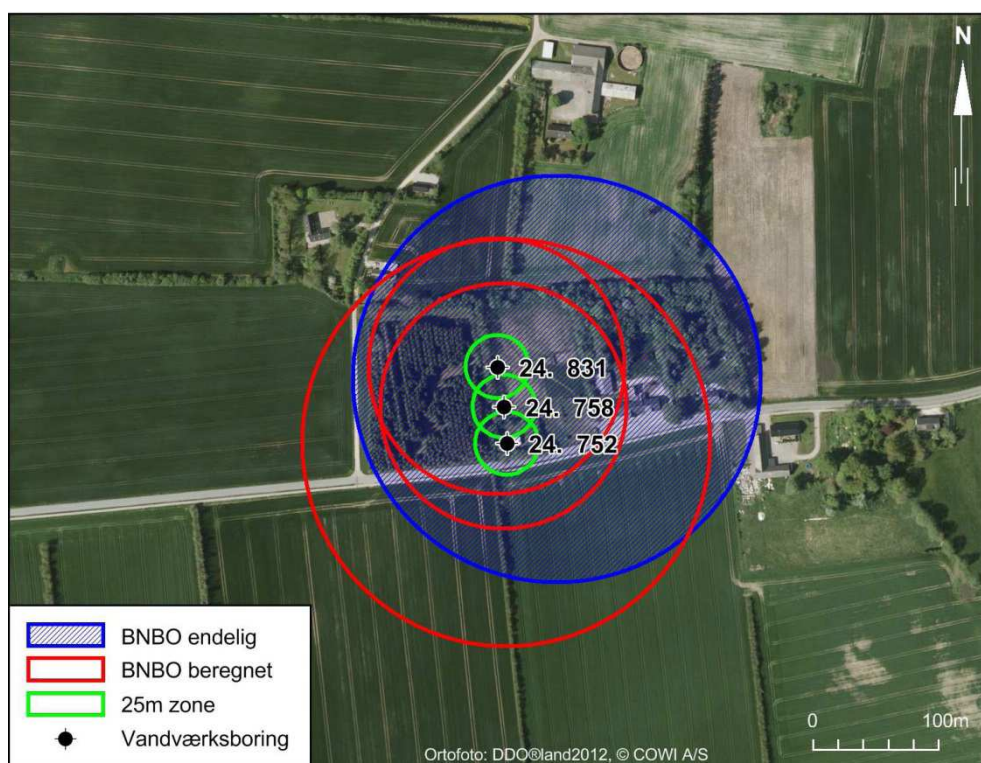 N
24. 831
24. 758
24. 752
BNBO endelig
BNBO beregnet
25m zone
Vandværksboring
0 100m
Ortofoto: DDO®land2012, © COWI A/S